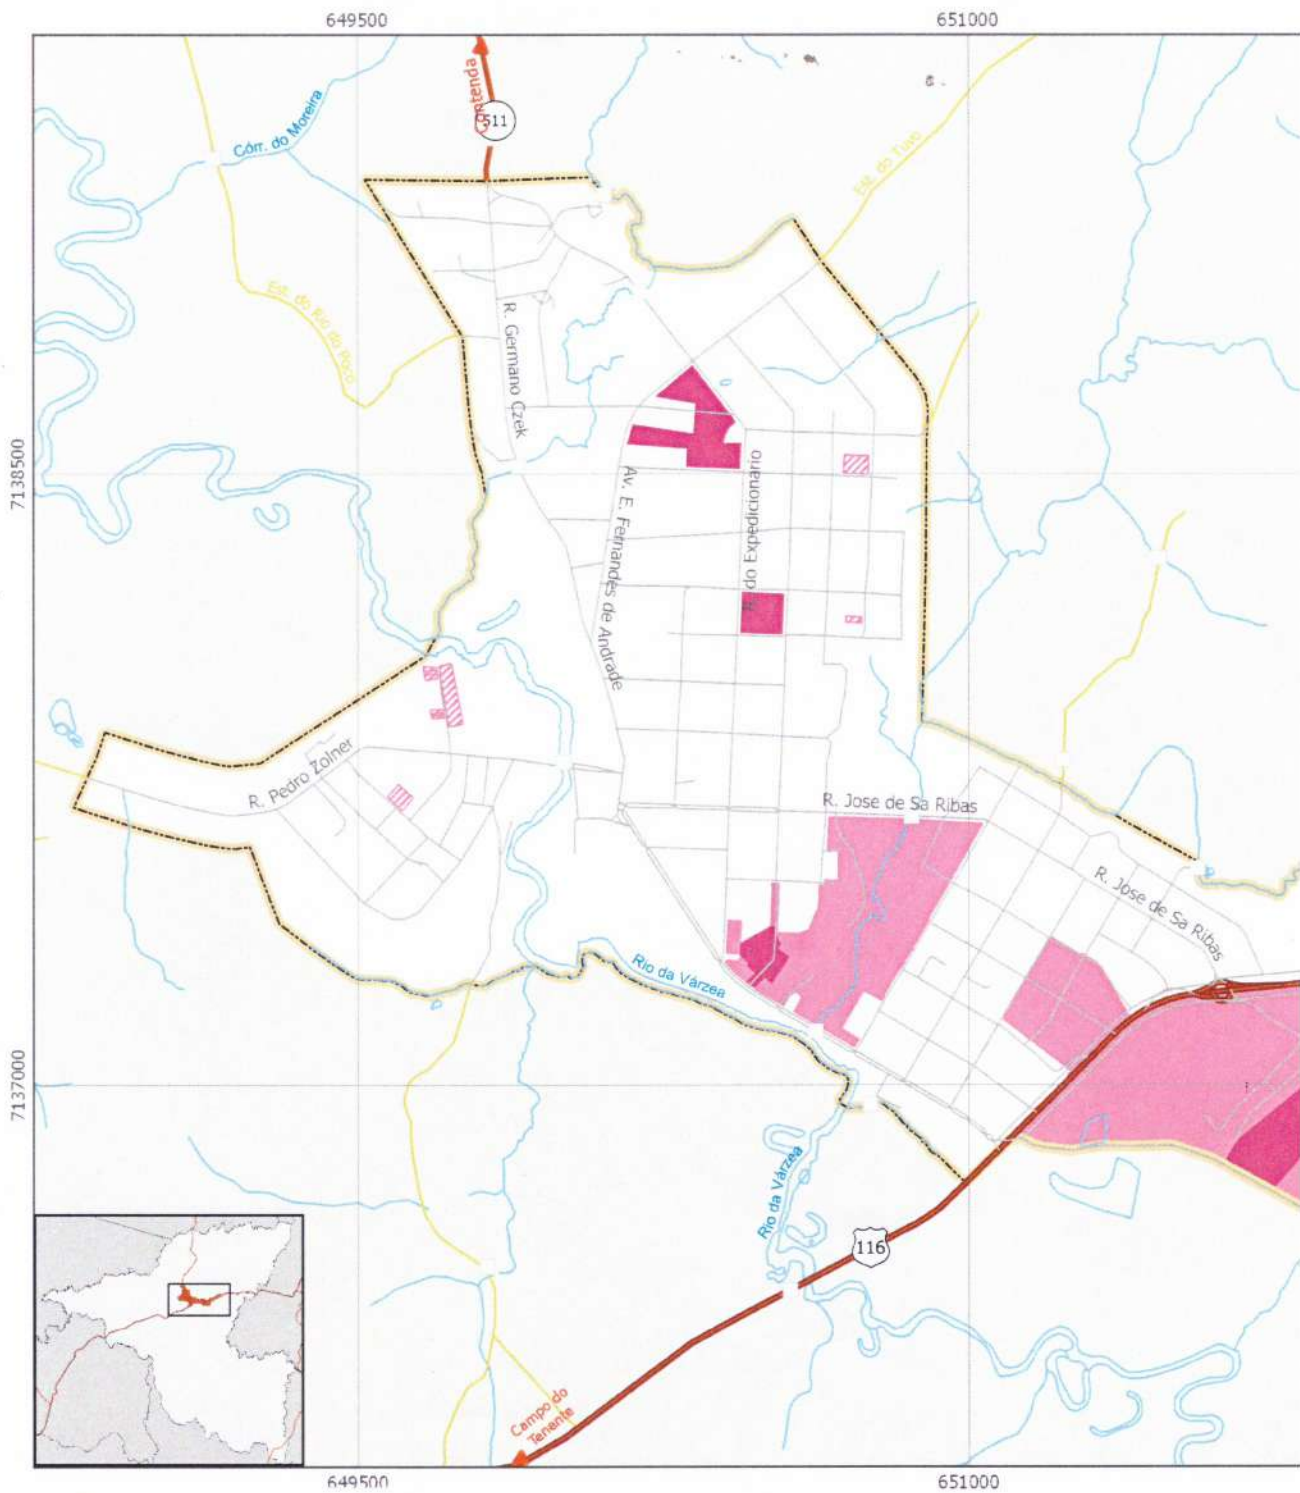 649500
651000
Contenda
511
Córr. do Moreira
Est. do Tuvo
Est. do Rio do Poco
R. Germano Czek
7138500
Av. E. Fernandes de Andrade
R. do Expedicionario
R. Pedro Zolner
R. Jose de Sa Ribas
R. Jose de Sa Ribas
Rio da Várzea
7137000
Rio da Várzea
116
Campo do
Tenente
649500
651000